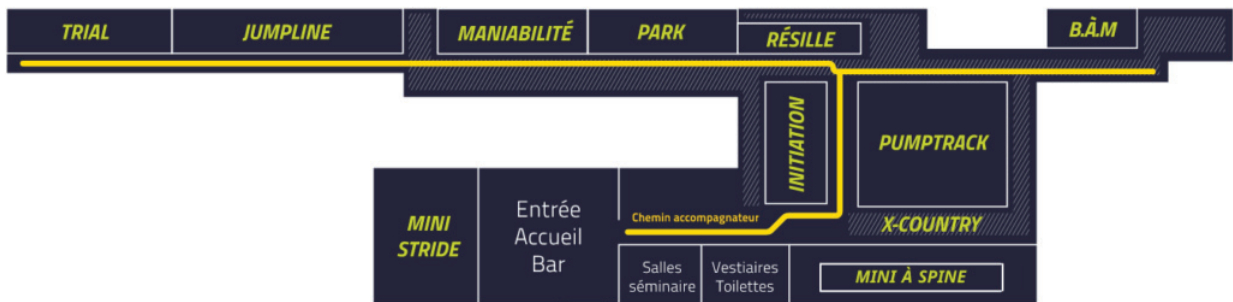 TRIAL
JUMPLINE
MANIABILITÉ
PARK
RÉSILLE
B.À.M
INITIATION
PUMPTRACK
MINI
STRIDE
Entrée
Accueil
Bar
Chemin accompagnateur
X-COUNTRY
Salles
séminaire
Vestiaires
Toilettes
MINI À SPINE